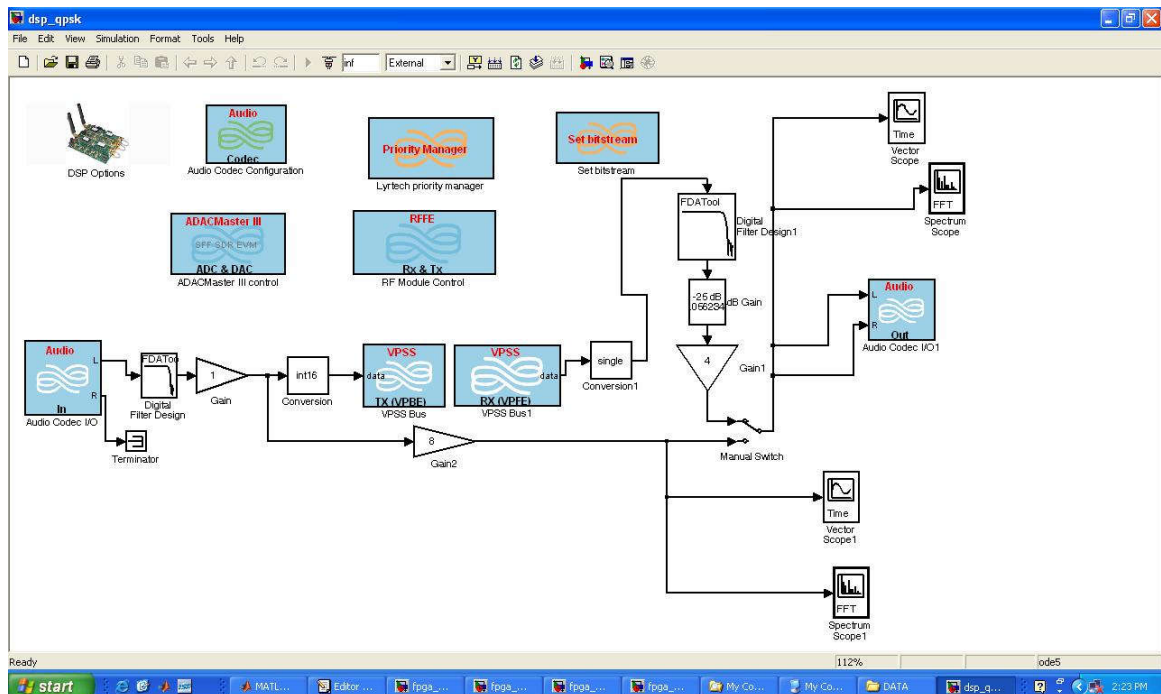 dsp_qpsk
File Edit View Simulation Format Tools Help
inf External
DSP Options
Audio
Codec
Audio Codec Configuration
Priority Manager
Lyrtech priority manager
Set bitstream
Set bitstream
Time
Vector
Scope
FFT
Spectrum
Scope
ADACMaster III
SFF SDR EVM
ADC & DAC
ADACMaster III control
RFFE
Rx & Tx
RF Module Control
FDATool
Digital
Filter Design1
-25 dB
.056234
dB Gain
4
Gain1
Audio
L
R
Out
Audio Codec I/O1
Audio
L
R
In
Audio Codec I/O
FDAToo
Digital
Filter Design
1
Gain
int16
Conversion
VPSS
data
TX (VPBE)
VPSS Bus
VPSS
data
RX (VPFE)
VPSS Bus1
single
Conversion1
Terminator
8
Gain2
Manual Switch
Time
Vector
Scope1
FFT
Spectrum
Scope1
Ready 112% ode5
start MATL... Editor ... fpga_... fpga_... fpga_... fpga_... My Co... My Co... DATA dsp_q... 2:23 PM